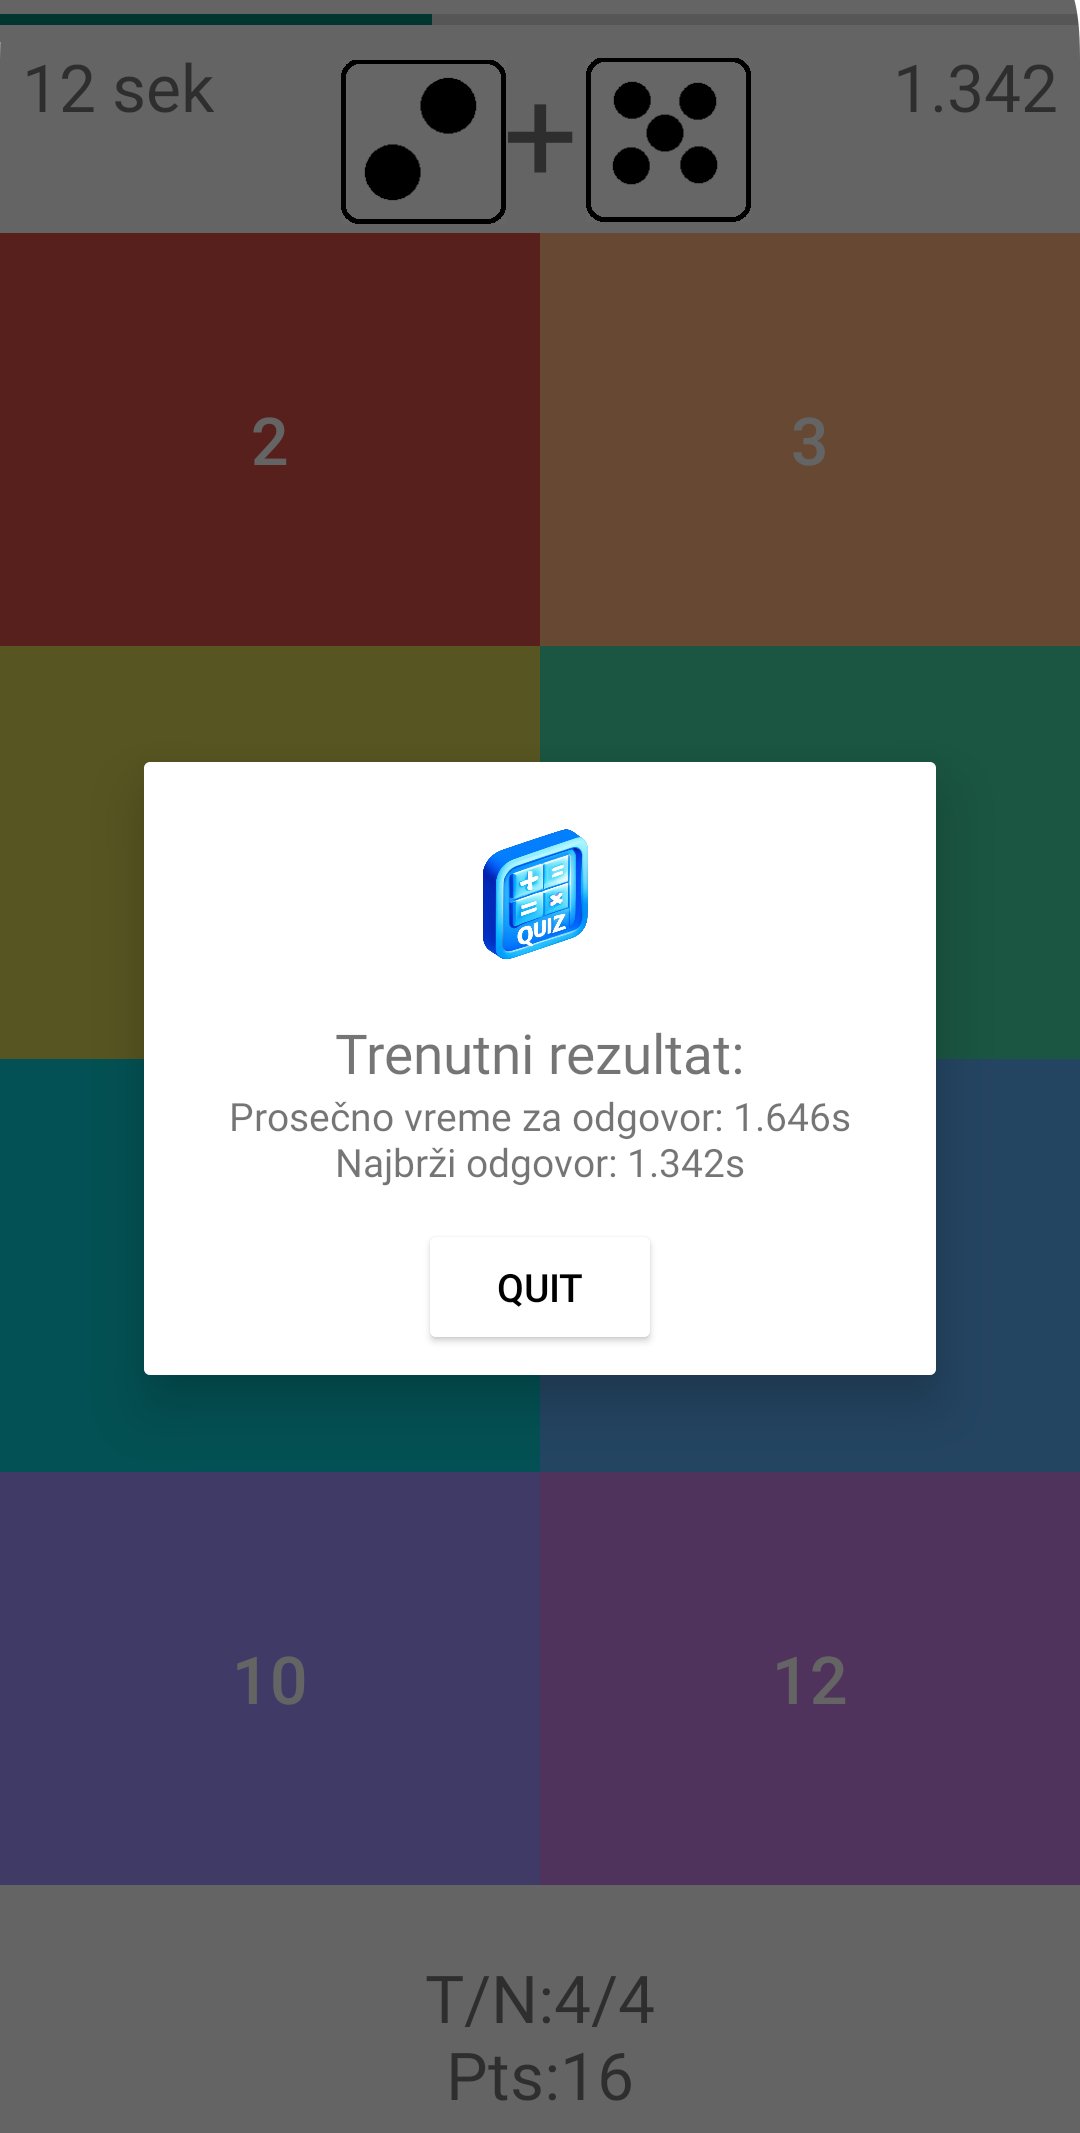 12 sek
1.342
+
2
3
+ =
= ×
QUIZ
Trenutni rezultat:
Prosečno vreme za odgovor: 1.646s
Najbrži odgovor: 1.342s
QUIT
10
12
T/N:4/4
Pts:16